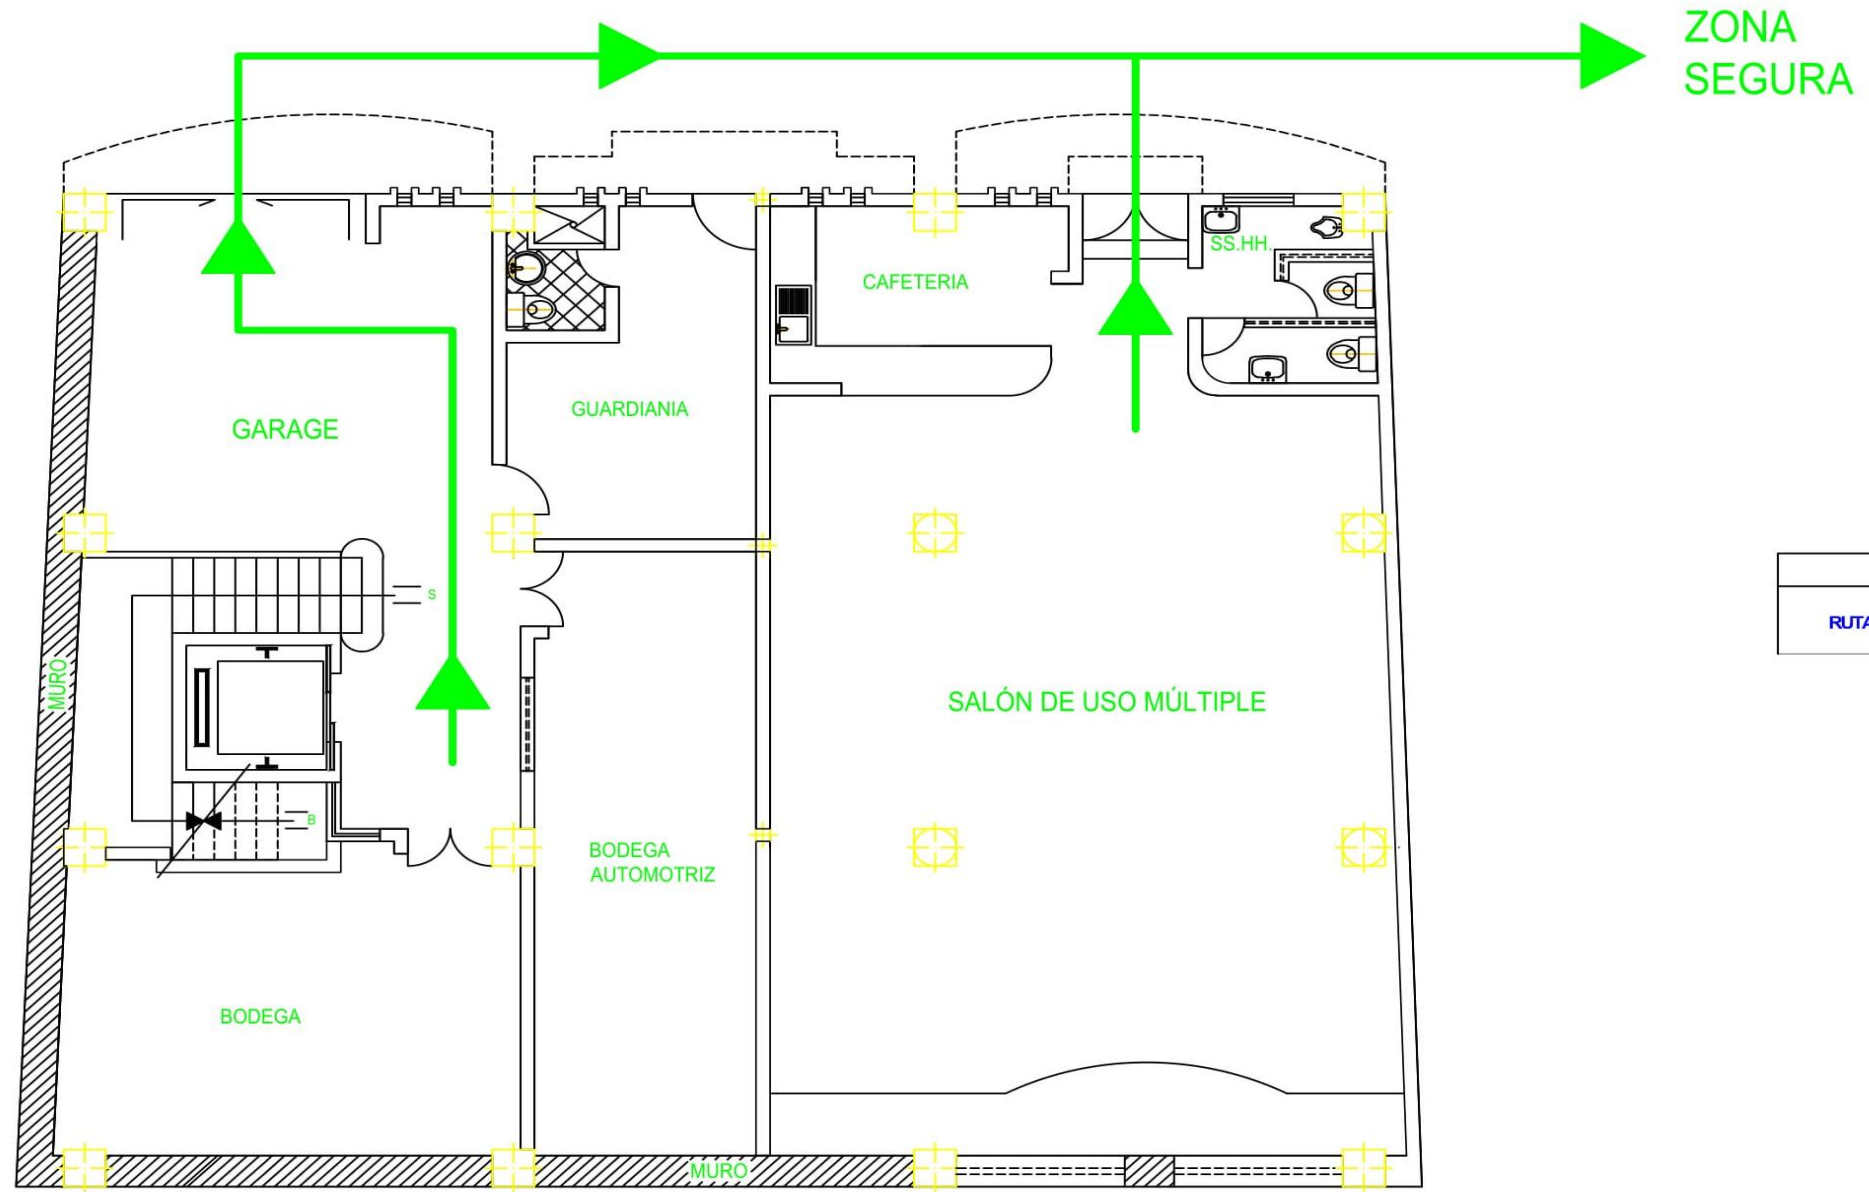 ZONA
SEGURA
SS.HH.
CAFETERIA
GUARDIANIA
GARAGE
S
RUTA
MURO
SALÓN DE USO MÚLTIPLE
B
BODEGA
AUTOMOTRIZ
BODEGA
MURO